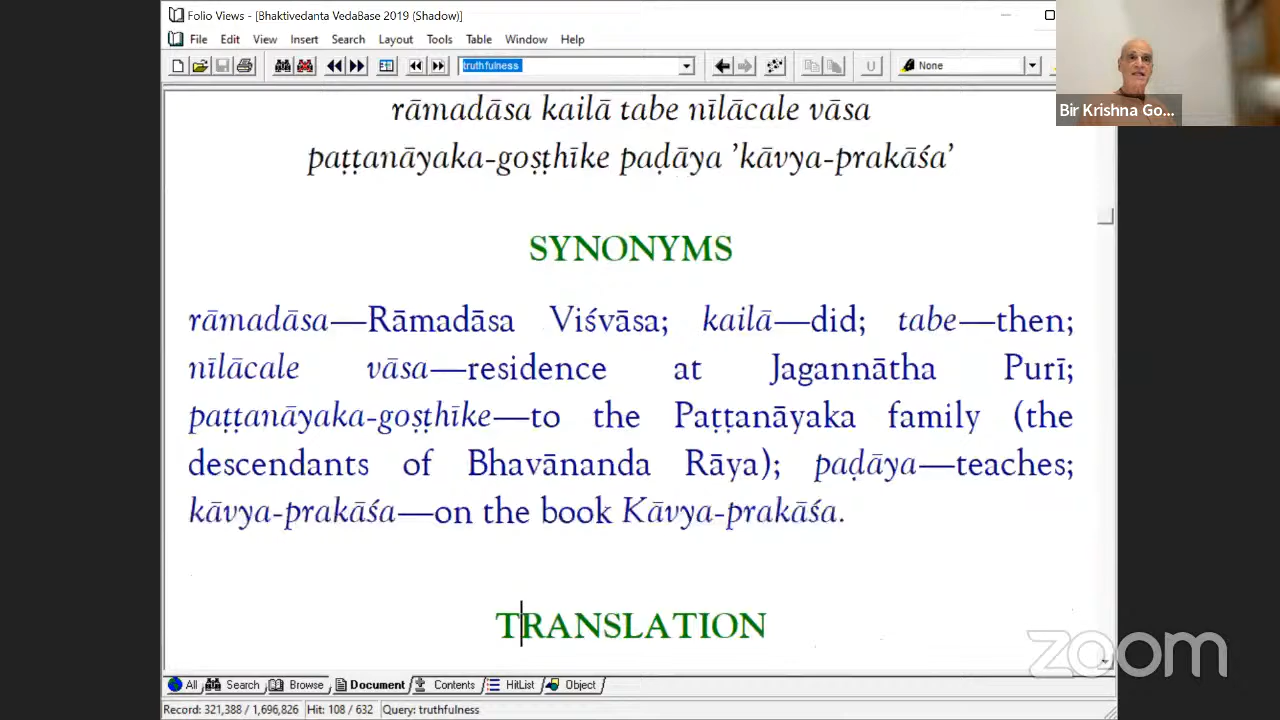 Folio Views - [Bhaktivedanta VedaBase 2019 (Shadow)]
File Edit View Insert Search Layout Tools Table Window Help
truthfulness
U
None
Bir Krishna Go...
rāmadāsa kailā tabe nīlācale vāsa
paṭṭanāyaka-goṣṭhīke paḍāya ’kāvya-prakāśa’
SYNONYMS
rāmadāsa—Rāmadāsa Viśvāsa; kailā—did; tabe—then;
nīlācale vāsa—residence at Jagannātha Purī;
paṭṭanāyaka-goṣṭhīke—to the Paṭṭanāyaka family (the
descendants of Bhavānanda Rāya); paḍāya—teaches;
kāvya-prakāśa—on the book Kāvya-prakāśa.
TRANSLATION
zoom
All Search Browse Document Contents HitList Object
Record: 321,388 / 1,696,826 Hit: 108 / 632 Query: truthfulness